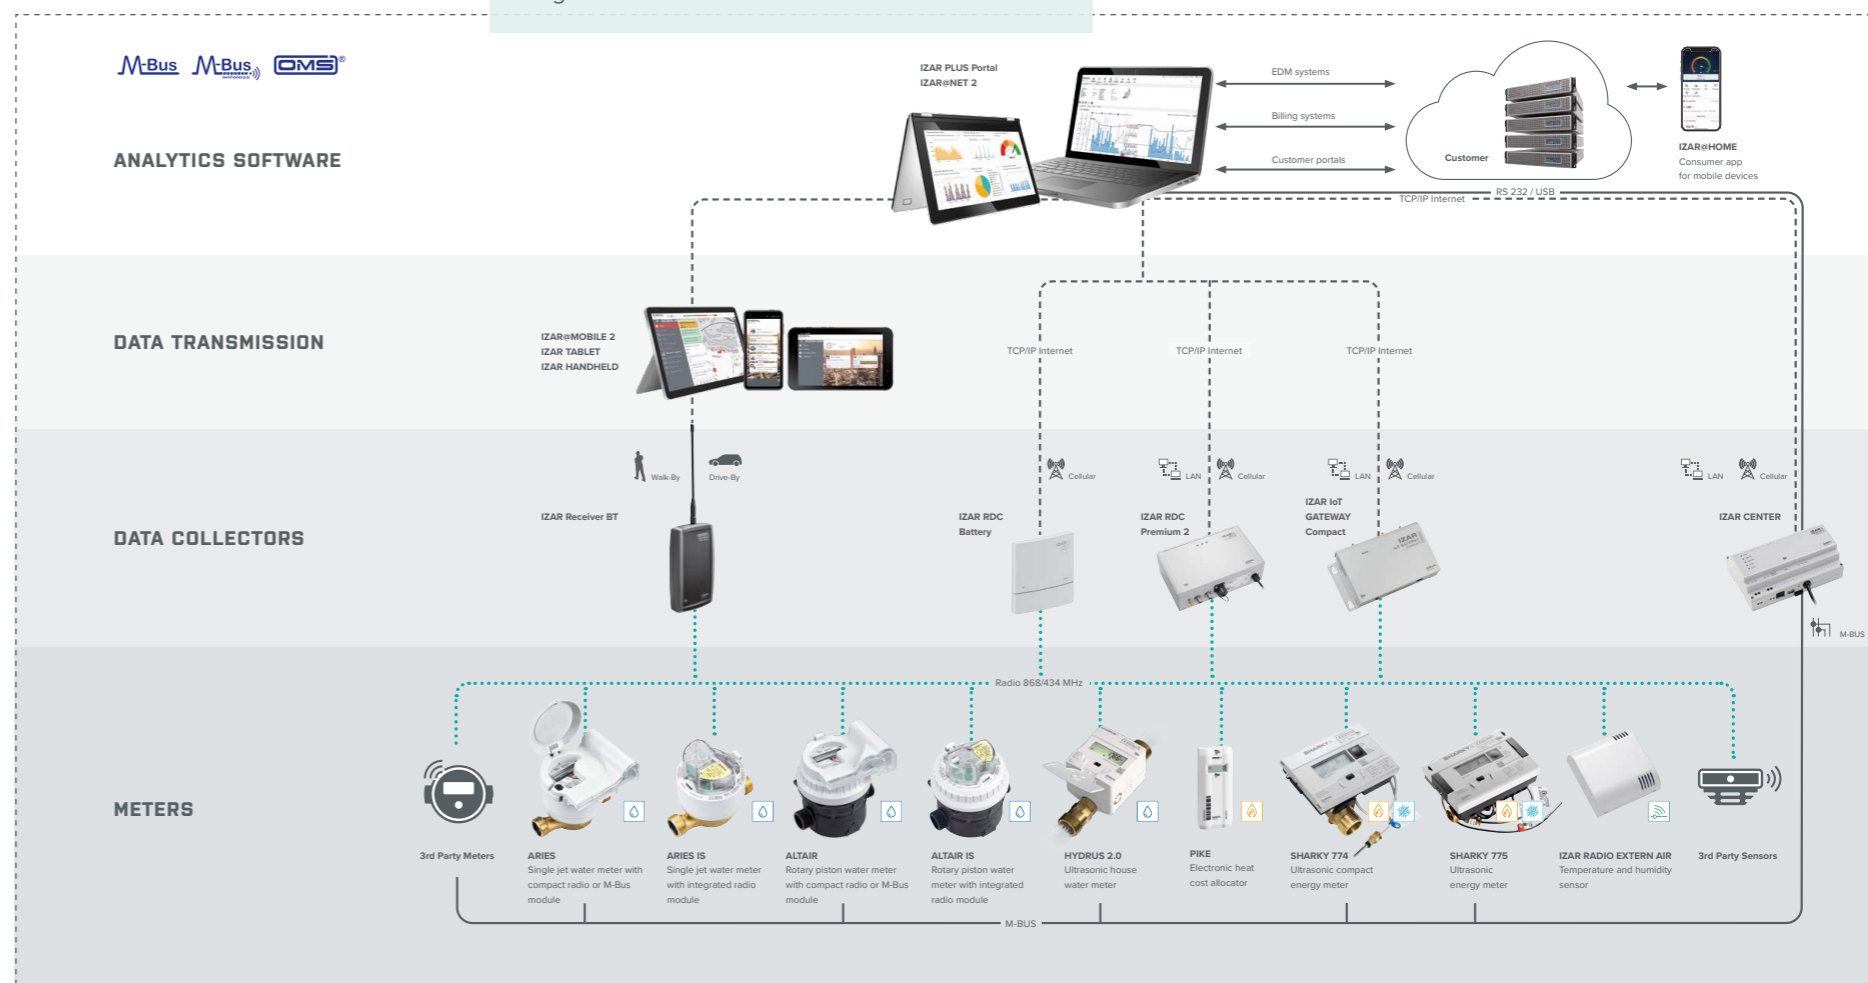 M-Bus M-Bus WIRELESS OMS®
ANALYTICS SOFTWARE
IZAR PLUS Portal
IZAR@NET 2
EDM systems
Billing systems
Customer portals
Customer
IZAR@HOME
Consumer app
for mobile devices
RS 232 / USB
TCP/IP Internet
DATA TRANSMISSION
IZAR@MOBILE 2
IZAR TABLET
IZAR HANDHELD
TCP/IP Internet
TCP/IP Internet
TCP/IP Internet
DATA COLLECTORS
Walk-By
Drive-By
IZAR Receiver BT
Cellular
IZAR RDC
Battery
LAN
Cellular
IZAR RDC
Premium 2
LAN
Cellular
IZAR IoT
GATEWAY
Compact
LAN
Cellular
IZAR CENTER
M-BUS
METERS
Radio 868/434 MHz
3rd Party Meters
ARIES
Single jet water meter with
compact radio or M-Bus
module
ARIES IS
Single jet water meter
with integrated radio
module
ALTAIR
Rotary piston water meter
with compact radio or M-Bus
module
ALTAIR IS
Rotary piston water
meter with integrated
radio module
HYDRUS 2.0
Ultrasonic house
water meter
PIKE
Electronic heat
cost allocator
SHARKY 774
Ultrasonic compact
energy meter
SHARKY 775
Ultrasonic
energy meter
IZAR RADIO EXTERN AIR
Temperature and humidity
sensor
3rd Party Sensors
M-BUS